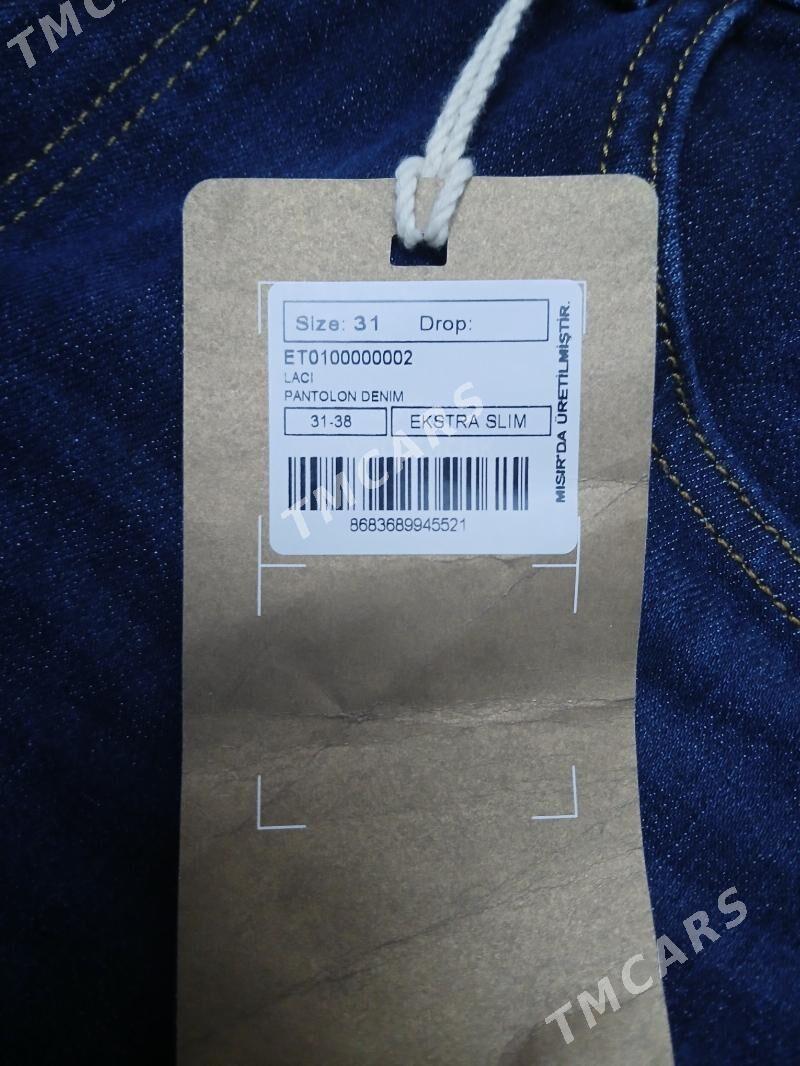 TMCARS
Size: 31 Drop:
ET0100000002
LACI
PANTOLON DENIM
31-38 EKSTRA SLIM
8683689945521
MISIR'DA ÜRETİLMİŞTİR.
TMCARS
TMCARS